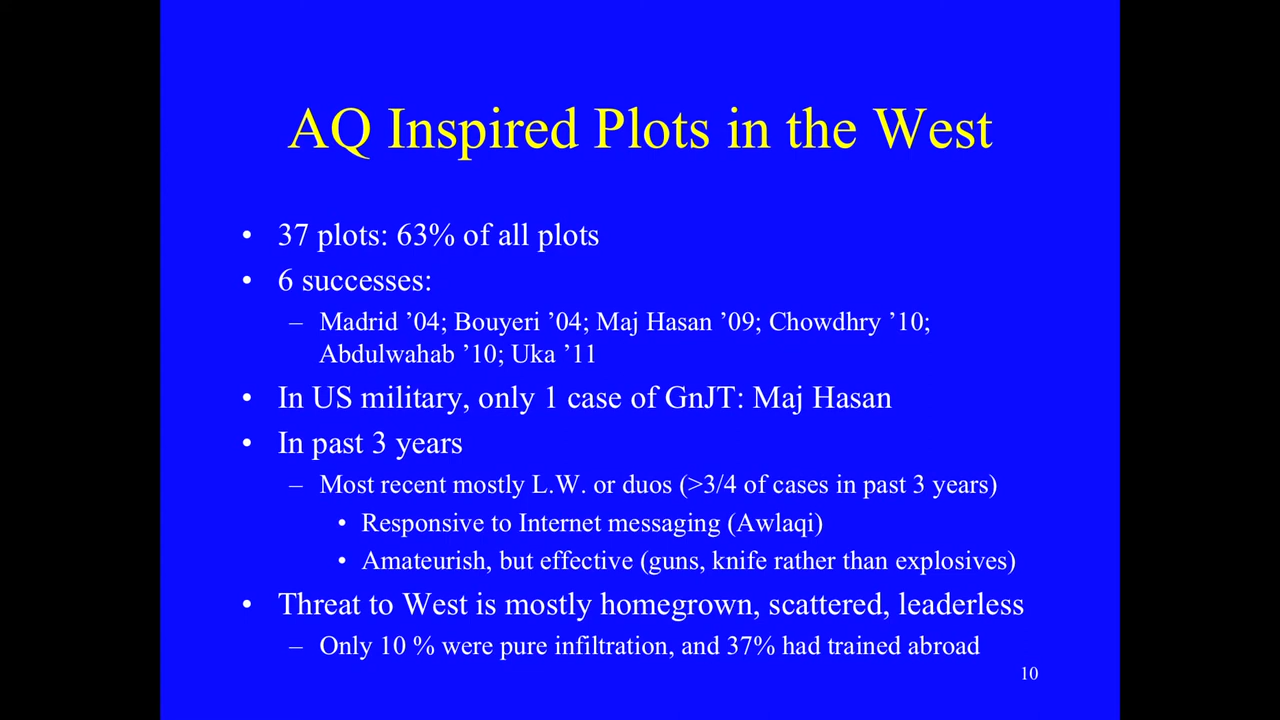 AQ Inspired Plots in the West
• 37 plots: 63% of all plots
• 6 successes:
– Madrid ’04; Bouyeri ’04; Maj Hasan ’09; Chowdhry ’10;
Abdulwahab ’10; Uka ’11
• In US military, only 1 case of GnJT: Maj Hasan
• In past 3 years
– Most recent mostly L.W. or duos (>3/4 of cases in past 3 years)
• Responsive to Internet messaging (Awlaqi)
• Amateurish, but effective (guns, knife rather than explosives)
• Threat to West is mostly homegrown, scattered, leaderless
– Only 10 % were pure infiltration, and 37% had trained abroad
10